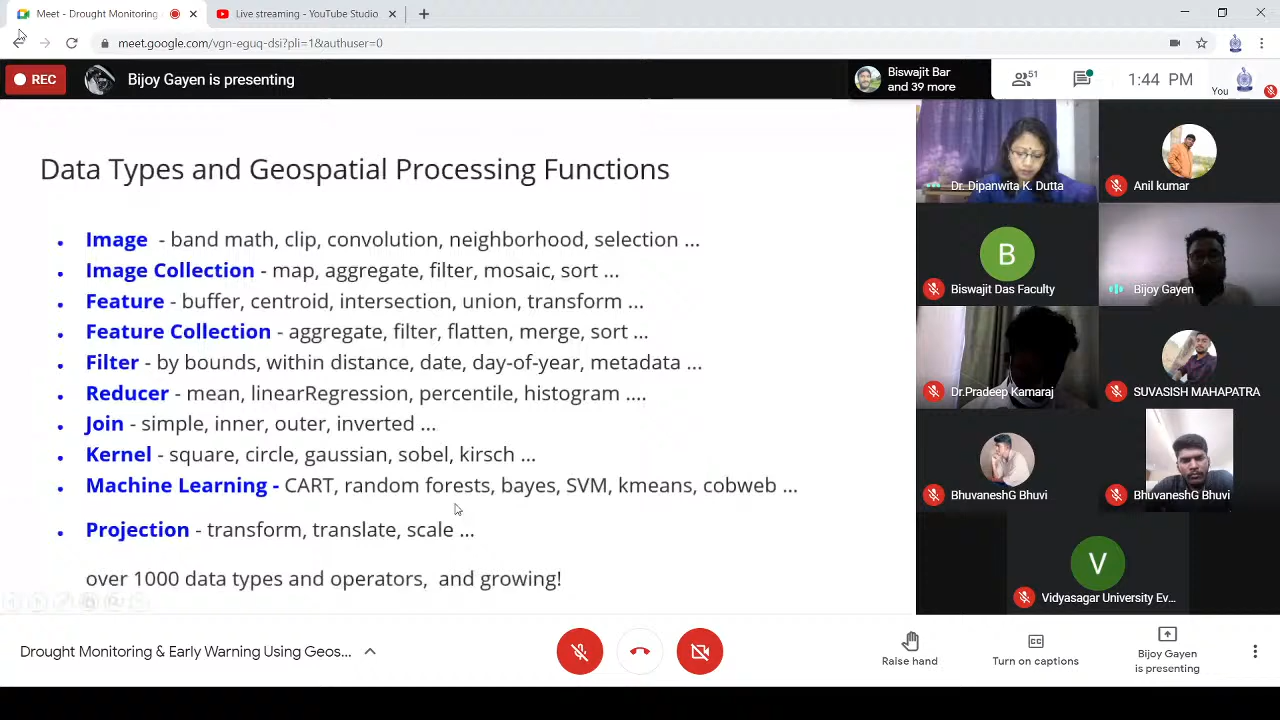 Meet - Drought Monitoring
Live streaming - YouTube Studio
meet.google.com/vgn-eguq-dsi?pli=1&authuser=0
REC
Bijoy Gayen is presenting
Biswajit Bar
and 39 more
51
1:44 PM
You
Data Types and Geospatial Processing Functions
• Image - band math, clip, convolution, neighborhood, selection ...
• Image Collection - map, aggregate, filter, mosaic, sort ...
• Feature - buffer, centroid, intersection, union, transform ...
• Feature Collection - aggregate, filter, flatten, merge, sort ...
• Filter - by bounds, within distance, date, day-of-year, metadata ...
• Reducer - mean, linearRegression, percentile, histogram ....
• Join - simple, inner, outer, inverted ...
• Kernel - square, circle, gaussian, sobel, kirsch ...
• Machine Learning - CART, random forests, bayes, SVM, kmeans, cobweb ...
• Projection - transform, translate, scale ...
over 1000 data types and operators, and growing!
Dr. Dipanwita K. Dutta
Anil kumar
B
Biswajit Das Faculty
Bijoy Gayen
Dr.Pradeep Kamaraj
SUVASISH MAHAPATRA
BhuvaneshG Bhuvi
BhuvaneshG Bhuvi
V
Vidyasagar University Ev...
Drought Monitoring & Early Warning Using Geos...
Raise hand
CC
Turn on captions
Bijoy Gayen
is presenting